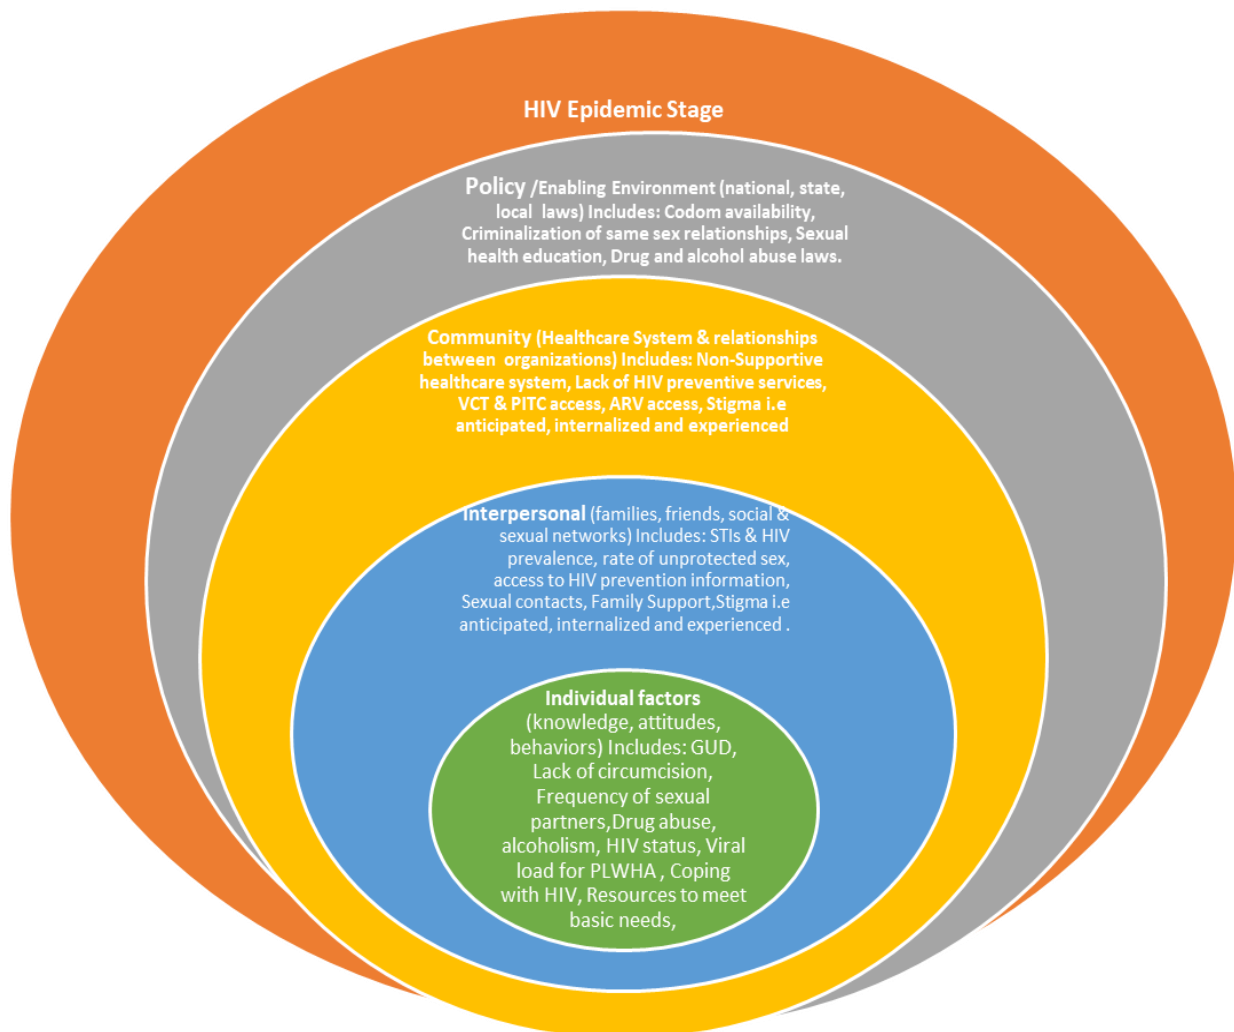 HIV Epidemic Stage
Policy /Enabling Environment (national, state,
local laws) Includes: Codom availability,
Criminalization of same sex relationships, Sexual
health education, Drug and alcohol abuse laws.
Community (Healthcare System & relationships
between organizations) Includes: Non-Supportive
healthcare system, Lack of HIV preventive services,
VCT & PITC access, ARV access, Stigma i.e
anticipated, internalized and experienced
Interpersonal (families, friends, social &
sexual networks) Includes: STIs & HIV
prevalence, rate of unprotected sex,
access to HIV prevention information,
Sexual contacts, Family Support,Stigma i.e
anticipated, internalized and experienced .
Individual factors
(knowledge, attitudes,
behaviors) Includes: GUD,
Lack of circumcision,
Frequency of sexual
partners,Drug abuse,
alcoholism, HIV status, Viral
load for PLWHA , Coping
with HIV, Resources to meet
basic needs,